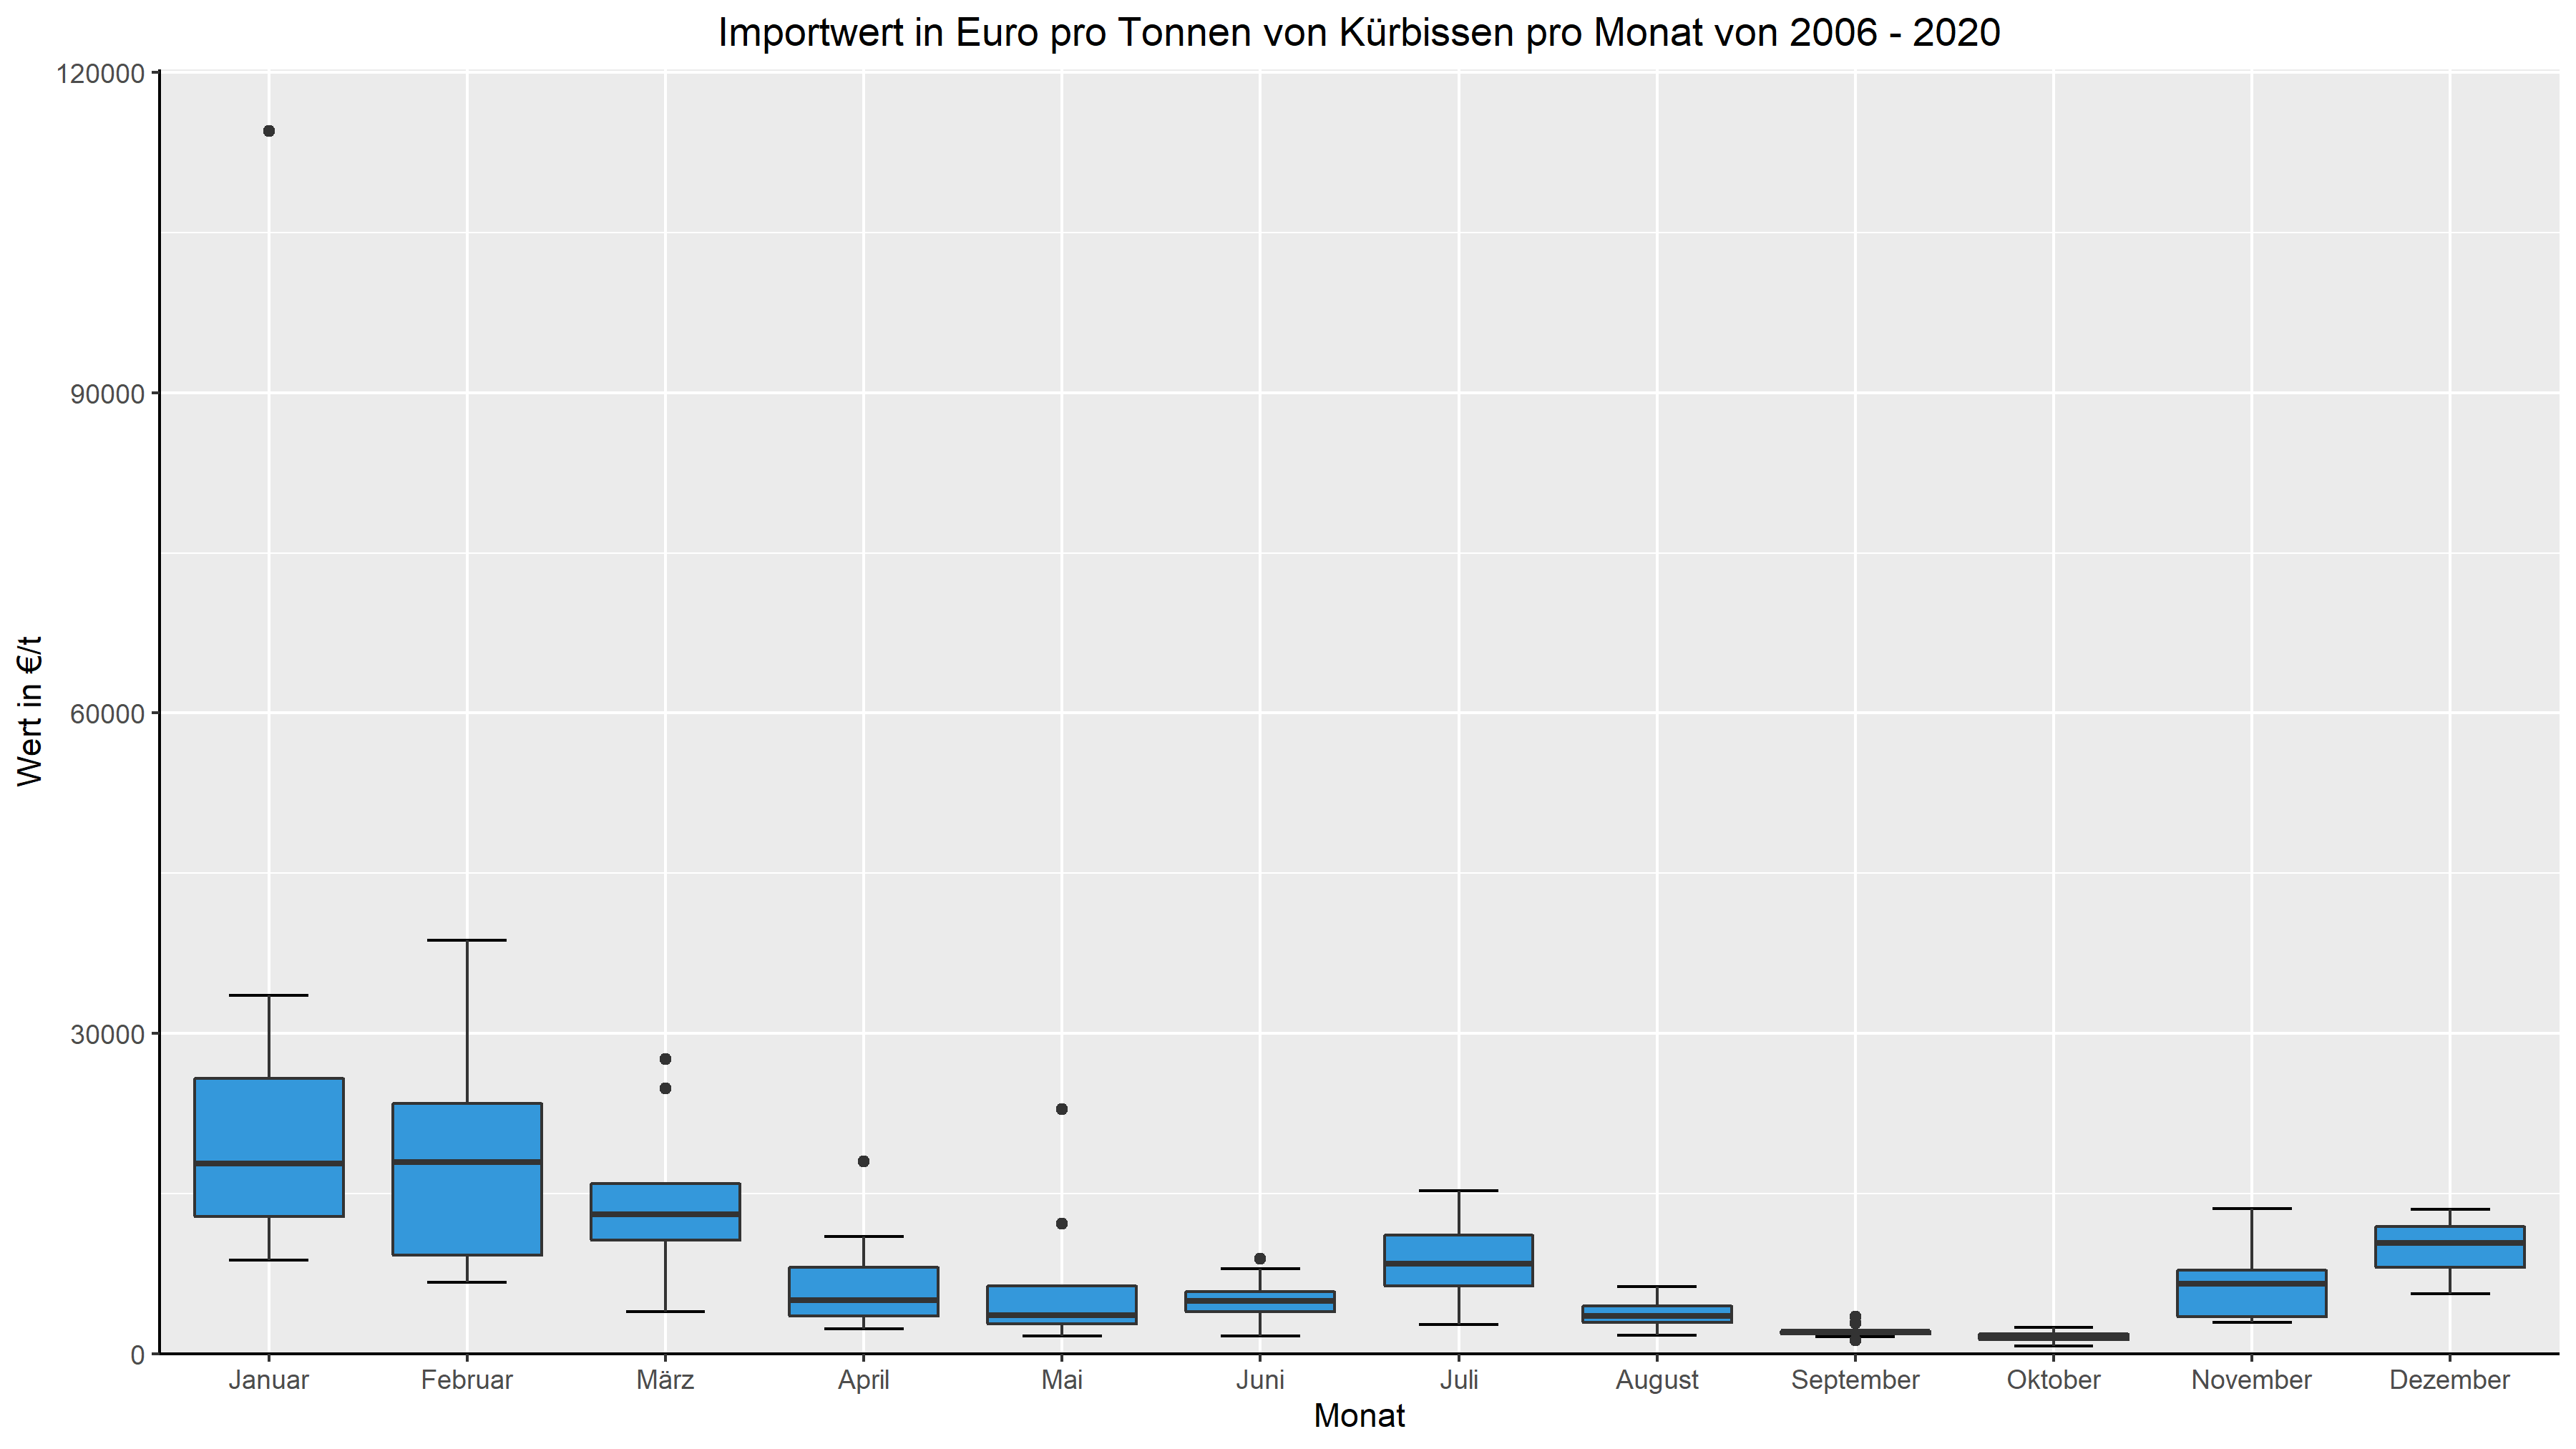 Importwert in Euro pro Tonnen von Kürbissen pro Monat von 2006 - 2020
120000
90000
60000
30000
0
Wert in €/t
Januar Februar März April Mai Juni Juli August September Oktober November Dezember
Monat